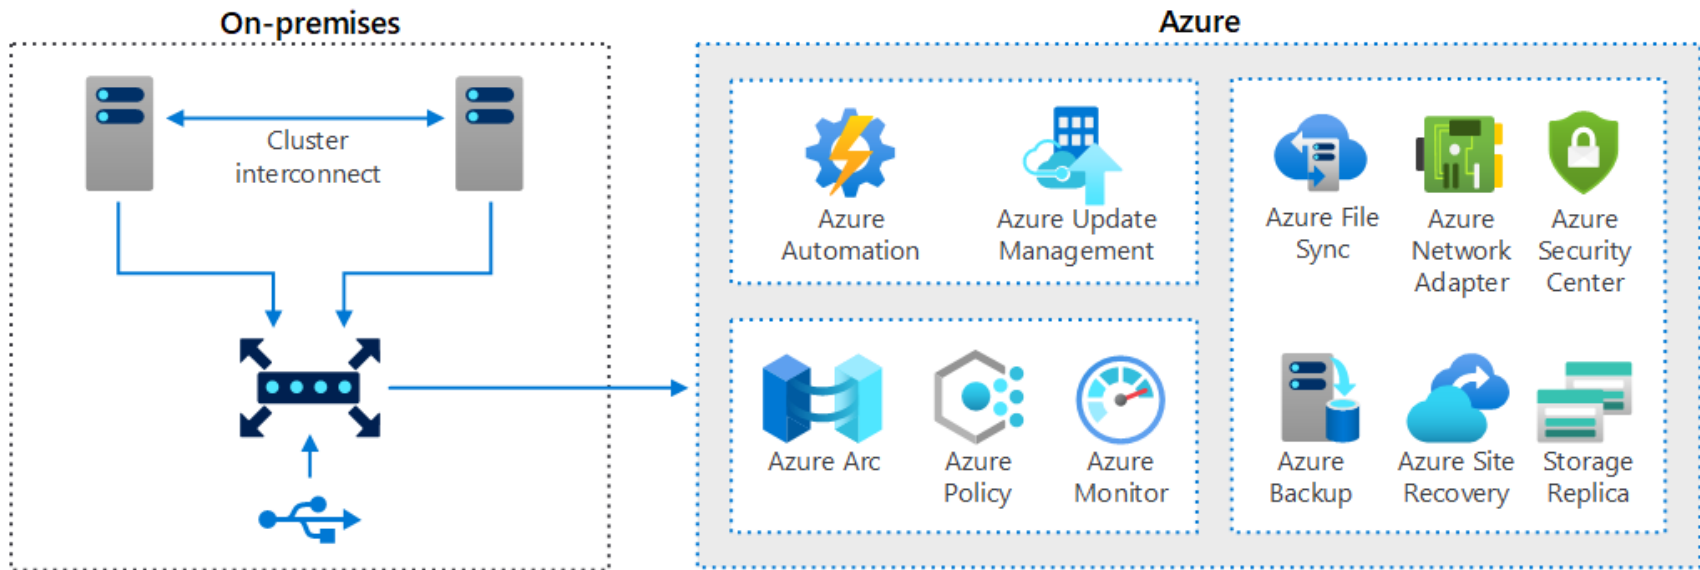 On-premises
Azure
Cluster
interconnect
Azure
Automation
Azure Update
Management
Azure File
Sync
Azure
Network
Adapter
Azure
Security
Center
Azure Arc
Azure
Policy
Azure
Monitor
Azure
Backup
Azure Site
Recovery
Storage
Replica